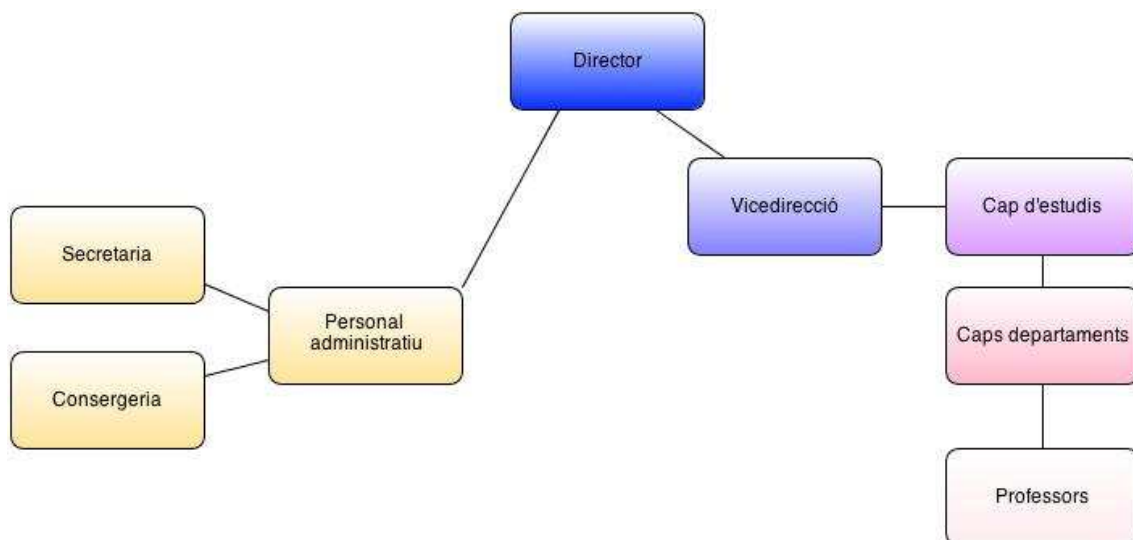 Director
Vicedirecció
Cap d'estudis
Secretaria
Personal
administratiu
Caps departaments
Consergeria
Professors